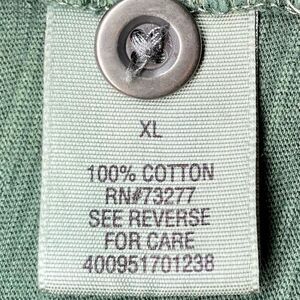 XL
100% COTTON
RN#73277
SEE REVERSE
FOR CARE
400951701238